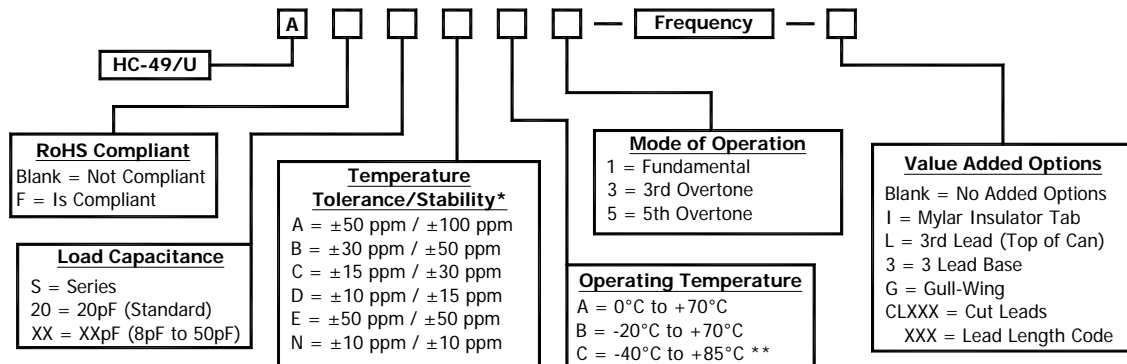 A
Frequency
HC-49/U
RoHS Compliant
Blank = Not Compliant
F = Is Compliant
Load Capacitance
S = Series
20 = 20pF (Standard)
XX = XXpF (8pF to 50pF)
Temperature
Tolerance/Stability*
A = ±50 ppm / ±100 ppm
B = ±30 ppm / ±50 ppm
C = ±15 ppm / ±30 ppm
D = ±10 ppm / ±15 ppm
E = ±50 ppm / ±50 ppm
N = ±10 ppm / ±10 ppm
Operating Temperature
A = 0°C to +70°C
B = -20°C to +70°C
C = -40°C to +85°C **
Mode of Operation
1 = Fundamental
3 = 3rd Overtone
5 = 5th Overtone
Value Added Options
Blank = No Added Options
I = Mylar Insulator Tab
L = 3rd Lead (Top of Can)
3 = 3 Lead Base
G = Gull-Wing
CLXXX = Cut Leads
XXX = Lead Length Code